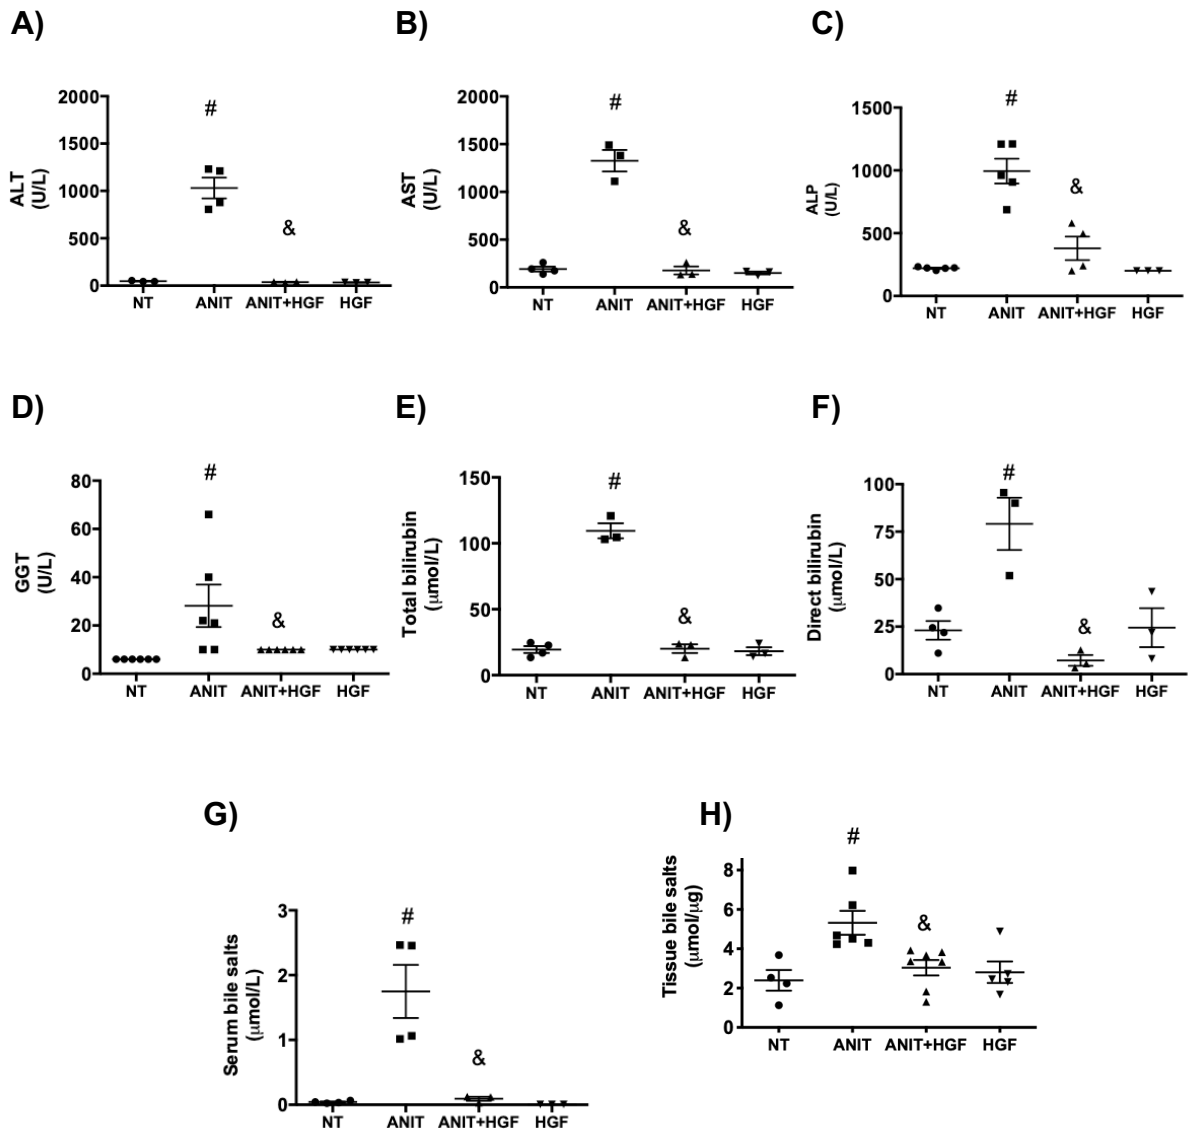 A)
B)
C)
2000
1500
1000
500
0
ALT
(U/L)
#
&
NT ANIT ANIT+HGF HGF
2000
1500
1000
500
0
AST
(U/L)
#
&
NT ANIT ANIT+HGF HGF
1500
1000
500
0
ALP
(U/L)
#
&
NT ANIT ANIT+HGF HGF
D)
E)
F)
80
60
40
20
0
GGT
(U/L)
#
&
NT ANIT ANIT+HGF HGF
150
100
50
0
Total bilirubin
(μmol/L)
#
&
NT ANIT ANIT+HGF HGF
100
75
50
25
0
Direct bilirubin
(μmol/L)
#
&
NT ANIT ANIT+HGF HGF
G)
H)
3
2
1
0
Serum bile salts
(μmol/L)
#
&
NT ANIT ANIT+HGF HGF
8
6
4
2
0
Tissue bile salts
(μmol/μg)
#
&
NT ANIT ANIT+HGF HGF